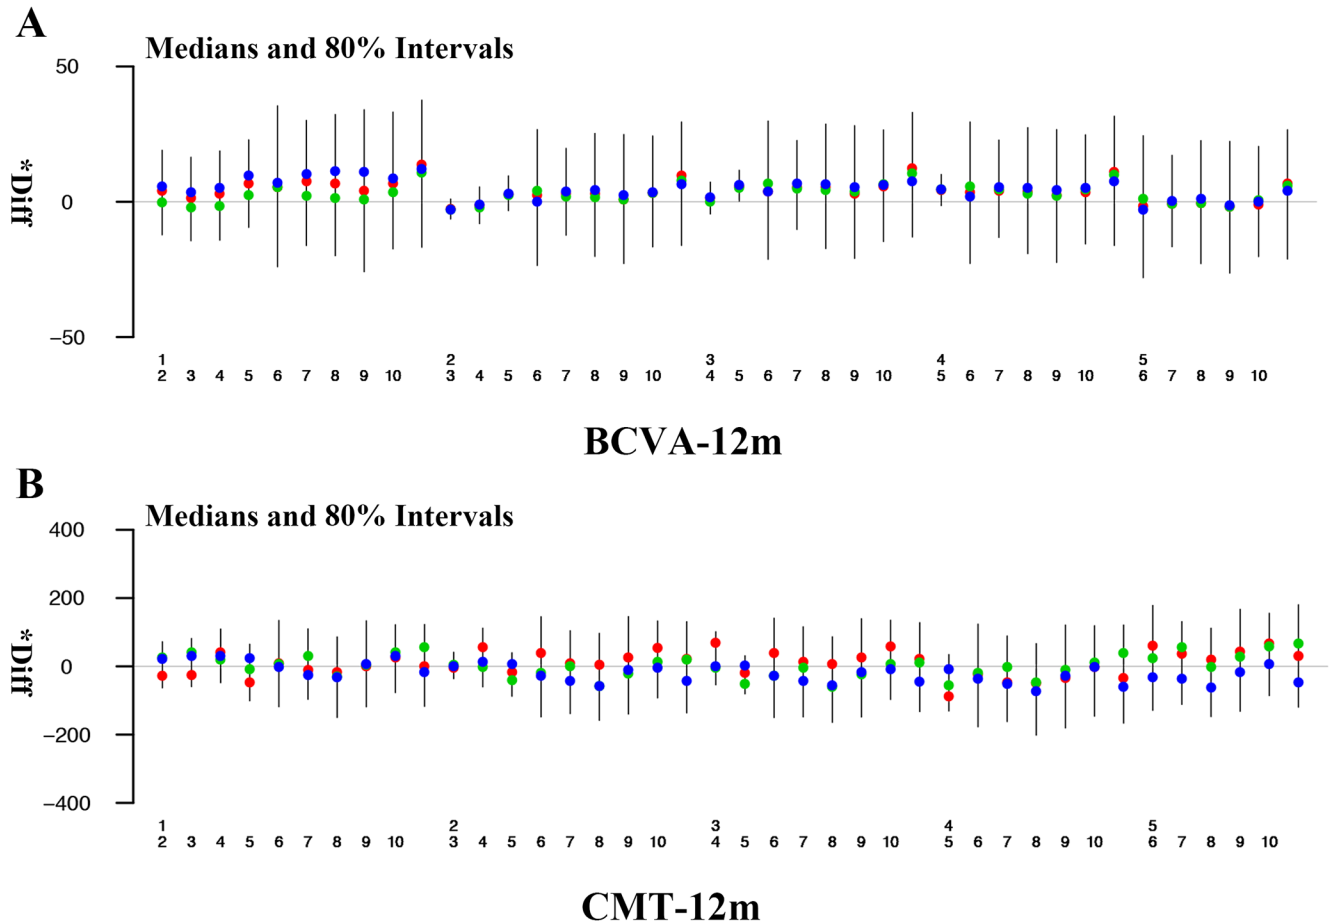 A
Medians and 80% Intervals
50
0
−50
*Diff
1 2 3 4 5
2 3 4 5 6 7 8 9 10 3 4 5 6 7 8 9 10 4 5 6 7 8 9 10 5 6 7 8 9 10 6 7 8 9 10
BCVA-12m
B
Medians and 80% Intervals
400
200
0
−200
−400
*Diff
1 2 3 4 5
2 3 4 5 6 7 8 9 10 3 4 5 6 7 8 9 10 4 5 6 7 8 9 10 5 6 7 8 9 10 6 7 8 9 10
CMT-12m